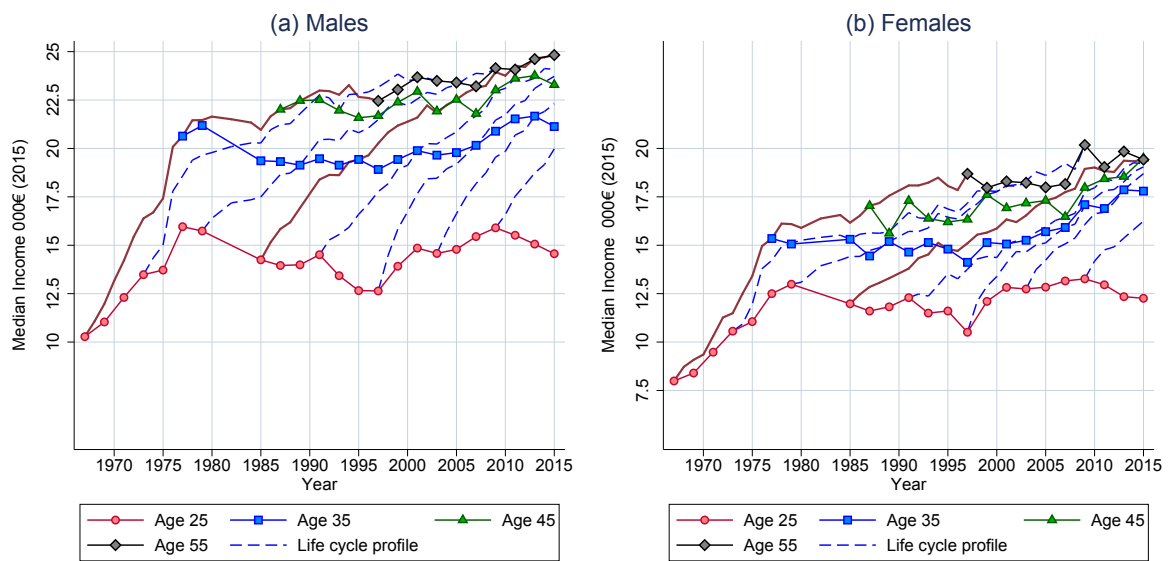 (a) Males
Median Income 000€ (2015)
25
22.5
20
17.5
15
12.5
10
1970 1975 1980 1985 1990 1995 2000 2005 2010 2015
Year
Age 25 Age 35 Age 45
Age 55 Life cycle profile
(b) Females
Median Income 000€ (2015)
20
17.5
15
12.5
10
7.5
1970 1975 1980 1985 1990 1995 2000 2005 2010 2015
Year
Age 25 Age 35 Age 45
Age 55 Life cycle profile